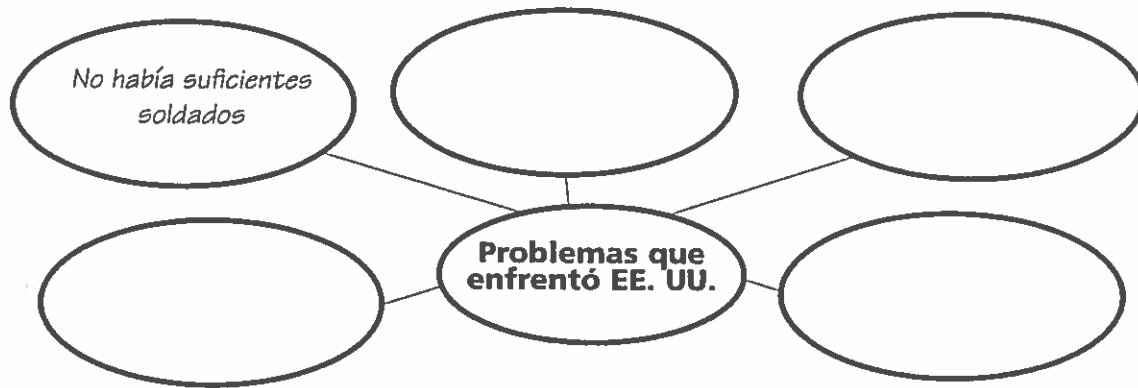 No había suficientes
soldados
Problemas que
enfrentó EE. UU.